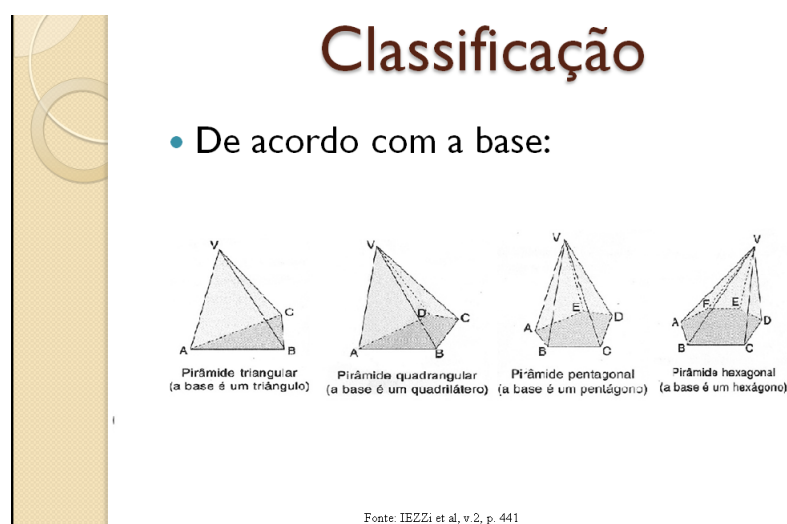 Classificação
De acordo com a base:
V
C
A
B
Pirâmide triangular
(a base é um triângulo)
V
D
C
A
B
Pirâmide quadrangular
(a base é um quadrilátero)
V
E
D
A
B
C
Pirâmide pentagonal
(a base é um pentágono)
V
F
E
A
D
B
C
Pirâmide hexagonal
(a base é um hexágono)
Fonte: IEZZi et al, v.2, p. 441